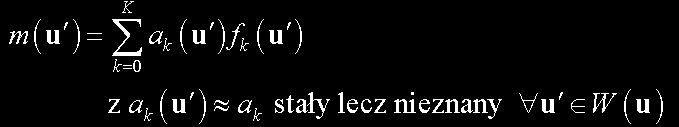 m(u′) = ∑_{k=0}^{K} a_k(u′) f_k(u′)
z a_k(u′) ≈ a_k stały lecz nieznany ∀u′ ∈ W(u)